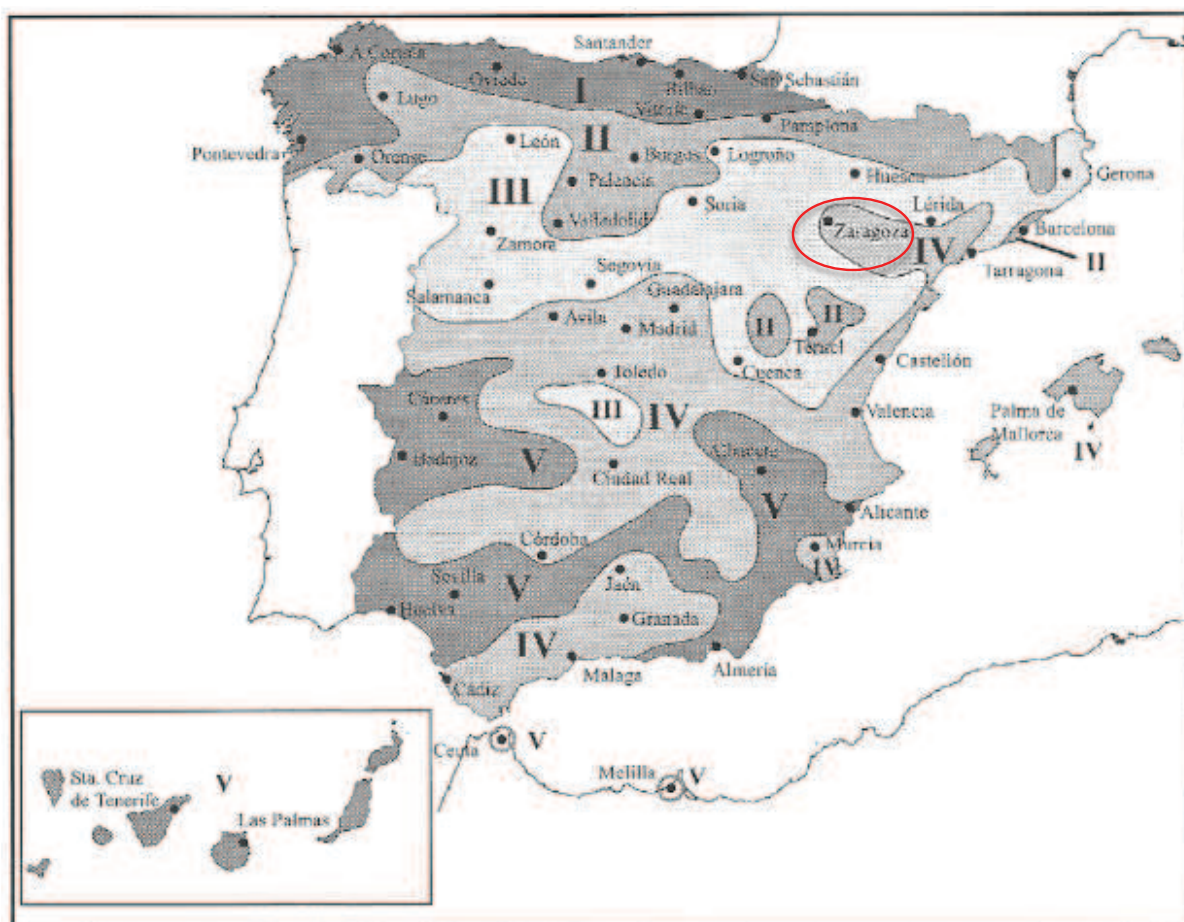 Santander
A Coruña
Oviedo
San Sebastián
Bilbao
I
Lugo
Vitoria
Pamplona
Pontevedra
León
II
Orense
Burgos
Logroño
Huesca
Gerona
III
Palencia
Soria
Lérida
Valladolid
Zaragoza
Barcelona
Zamora
IV
Tarragona
II
Segovia
Salamanca
Guadalajara
Avila
Madrid
II
II
Teruel
Toledo
Cuenca
Castellón
Cáceres
III
IV
Valencia
Palma de
Mallorca
IV
Badajoz
V
Albacete
Ciudad Real
V
Alicante
Córdoba
Murcia
IV
Sevilla
V
Jaén
Huelva
Granada
IV
Málaga
Almería
Cádiz
Ceuta
V
Melilla
V
Sta. Cruz
de Tenerife
V
Las Palmas